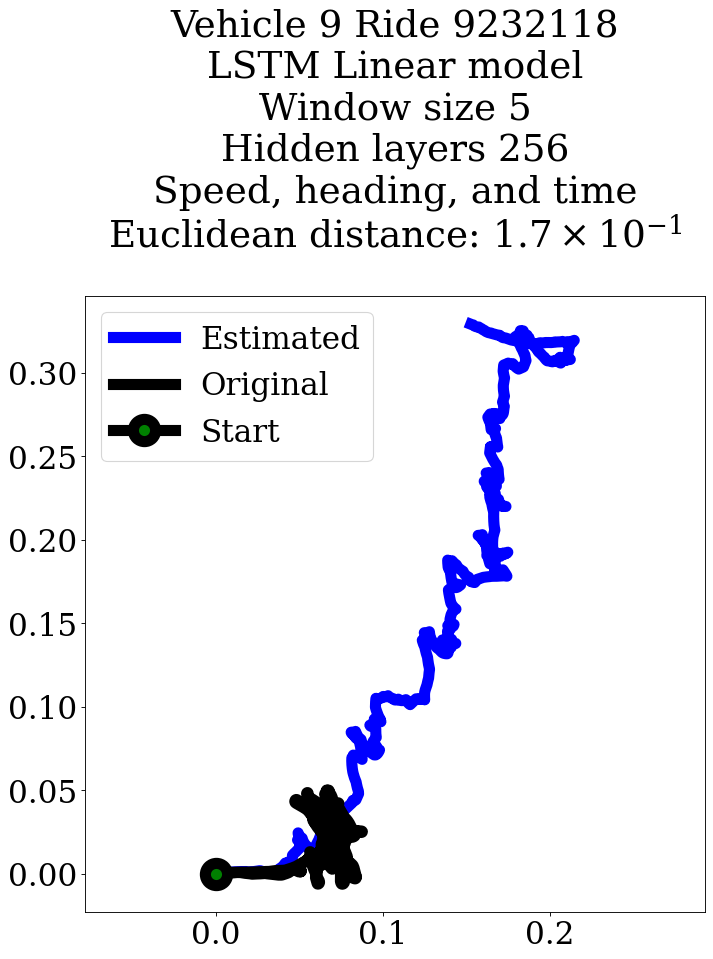 Vehicle 9 Ride 9232118
LSTM Linear model
Window size 5
Hidden layers 256
Speed, heading, and time
Euclidean distance: 1.7 × 10⁻¹
Estimated
Original
Start
0.30
0.25
0.20
0.15
0.10
0.05
0.00
0.0 0.1 0.2